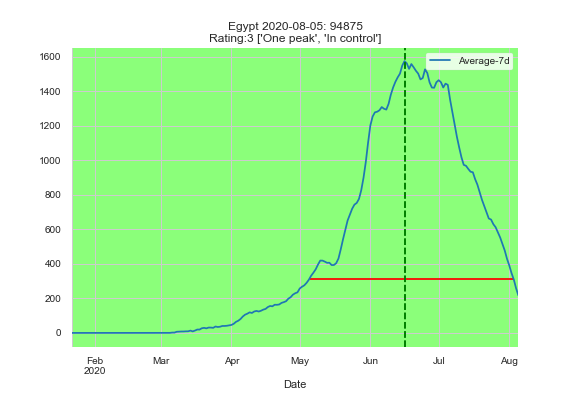 Egypt 2020-08-05: 94875
Rating:3 ['One peak', 'In control']
Average-7d
1600
1400
1200
1000
800
600
400
200
0
Feb
2020
Mar
Apr
May
Jun
Jul
Aug
Date